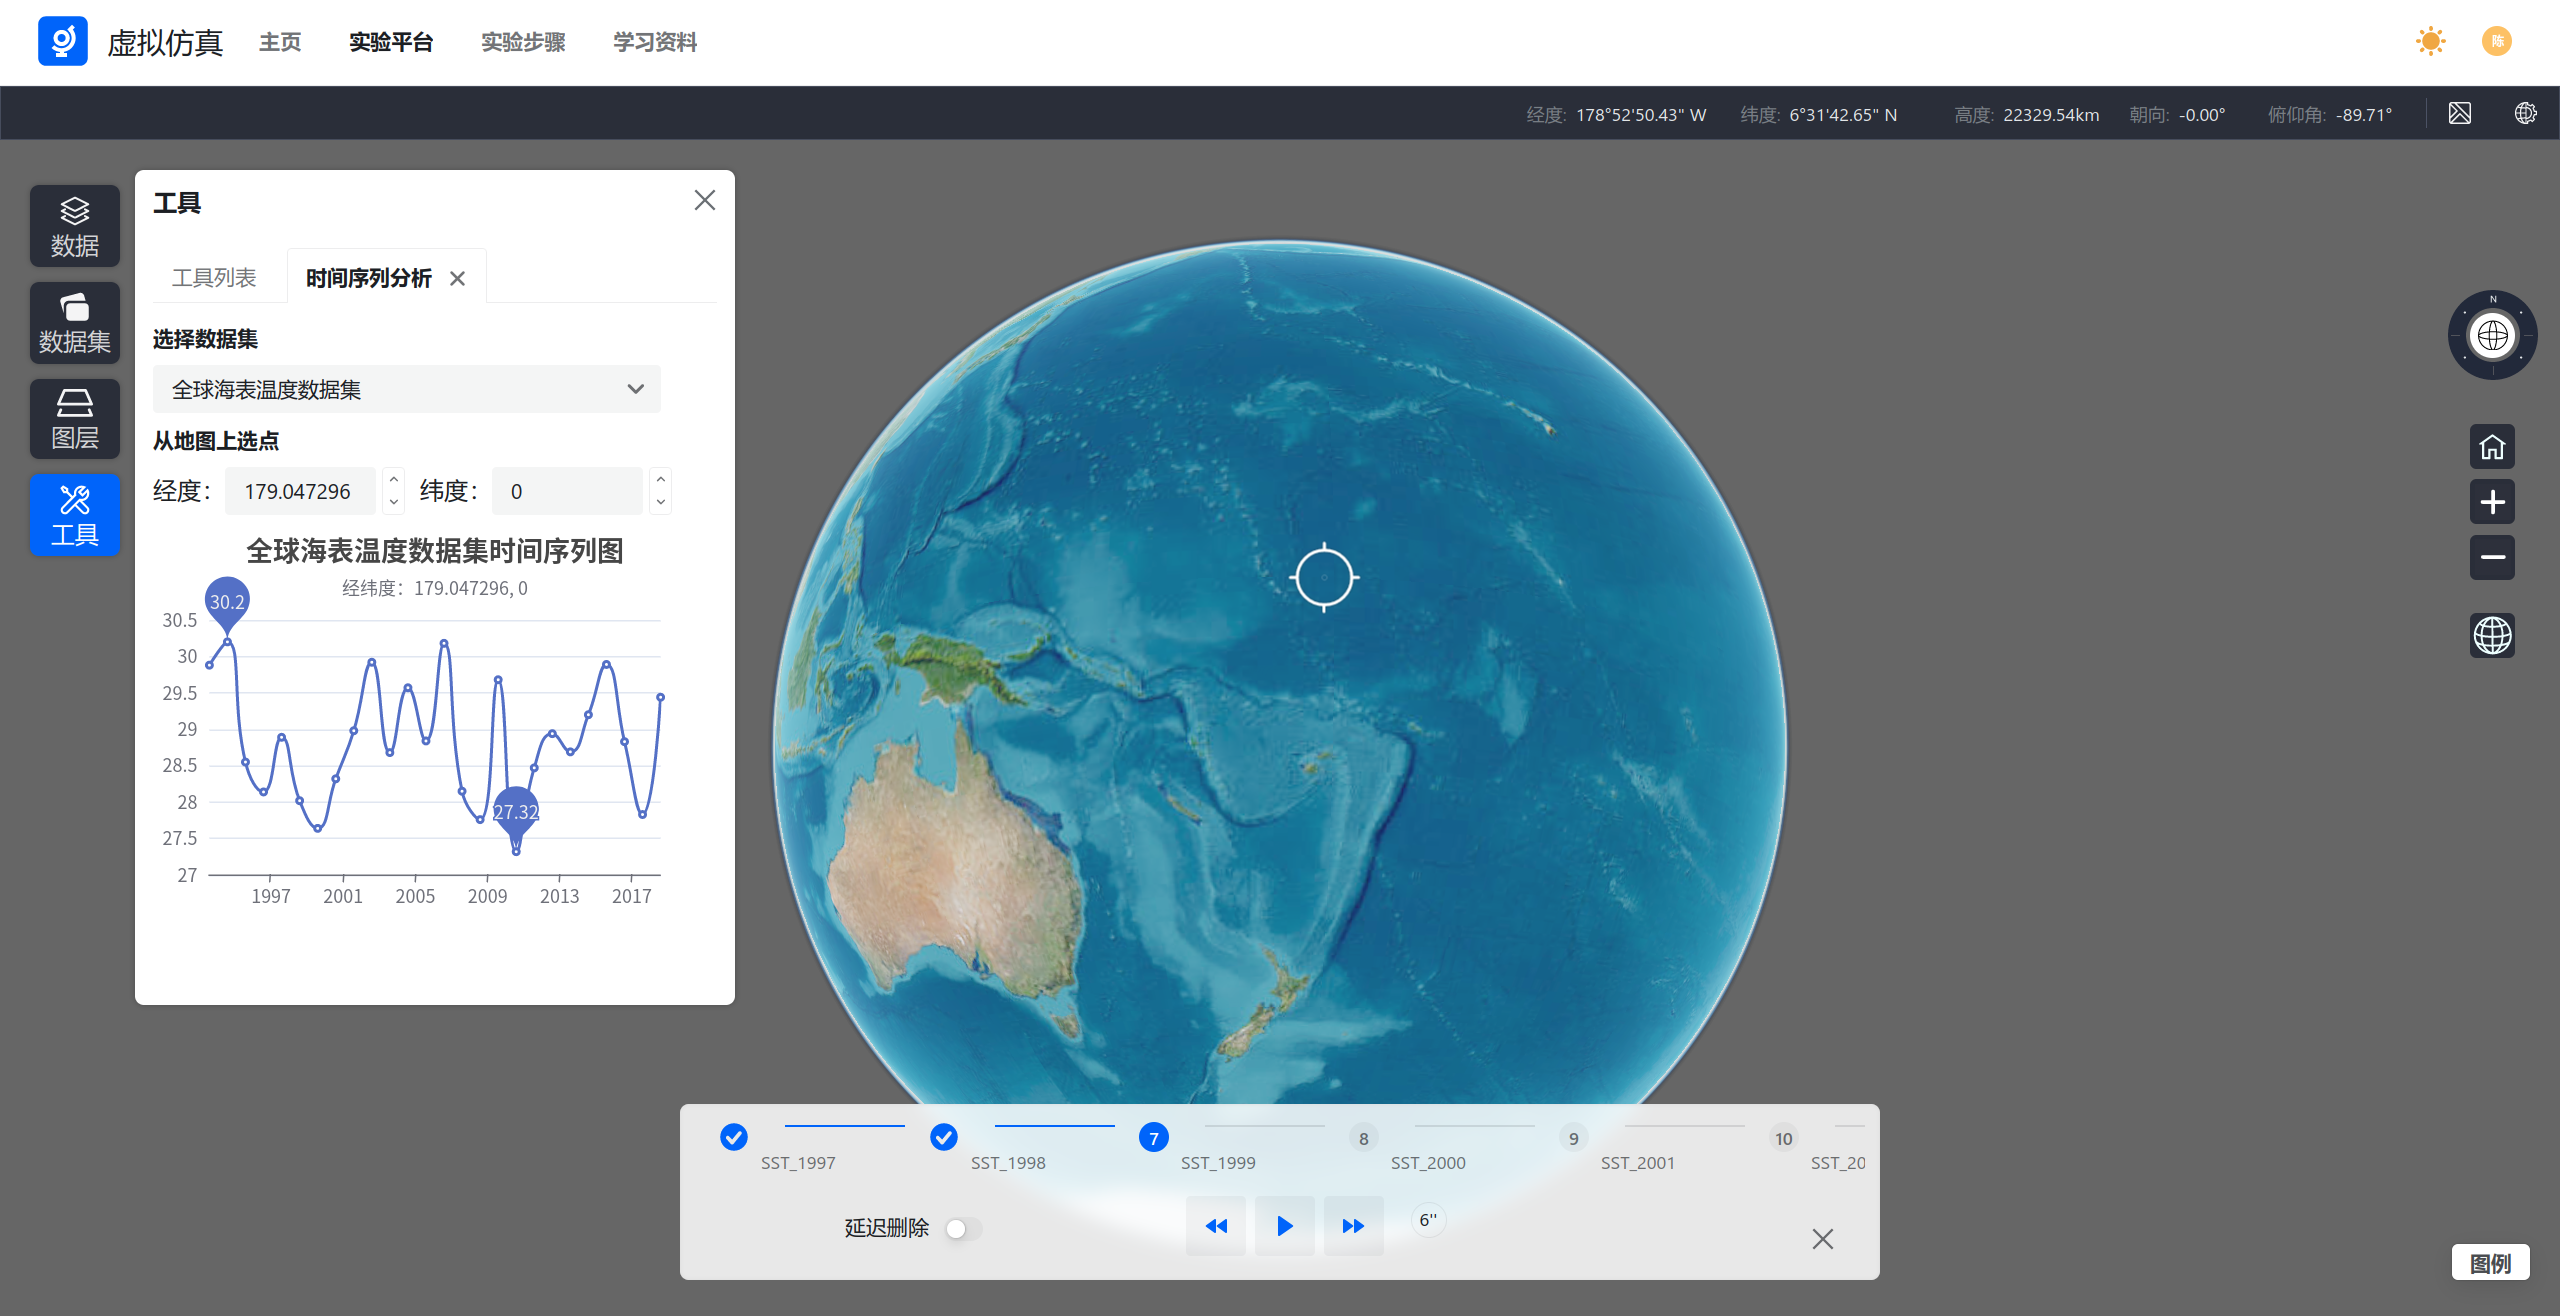 虚拟仿真 主页 实验平台 实验步骤 学习资料 陈
经度: 178°52'50.43" W 纬度: 6°31'42.65" N 高度: 22329.54km 朝向: -0.00° 俯仰角: -89.71°
数据
数据集
图层
工具
工具
工具列表 时间序列分析
选择数据集
全球海表温度数据集
从地图上选点
经度: 179.047296 纬度: 0
全球海表温度数据集时间序列图
经纬度: 179.047296, 0
30.2
27.32
30.5
30
29.5
29
28.5
28
27.5
27
1997 2001 2005 2009 2013 2017
N
7 8 9 10
SST_1997 SST_1998 SST_1999 SST_2000 SST_2001 SST_20
延迟删除 6''
图例